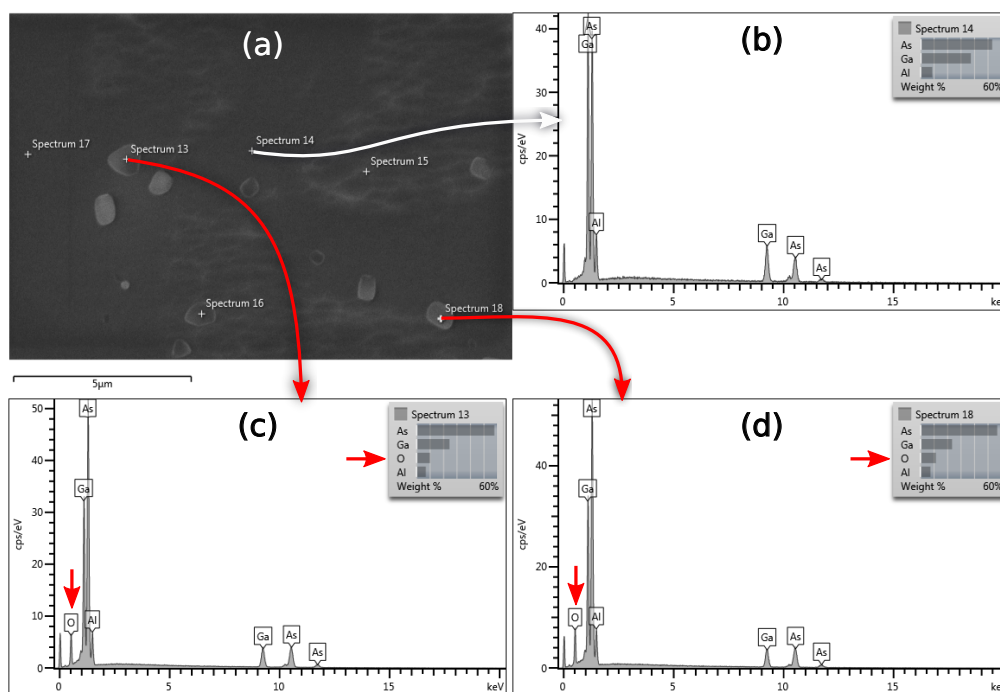 (a)
Spectrum 17
Spectrum 13
Spectrum 14
Spectrum 15
Spectrum 16
Spectrum 18
5µm
(b)
cps/eV
40
30
20
10
0
As
Ga
Al
Ga
As
As
0
5
10
15
ke
Spectrum 14
As
Ga
Al
Weight %
60%
(c)
cps/eV
50
40
30
20
10
0
As
Ga
O
Al
Ga
As
As
0
5
10
15
keV
Spectrum 13
As
Ga
O
Al
Weight %
60%
(d)
cps/eV
40
20
0
As
Ga
O
Al
Ga
As
As
0
5
10
15
ke
Spectrum 18
As
Ga
O
Al
Weight %
60%